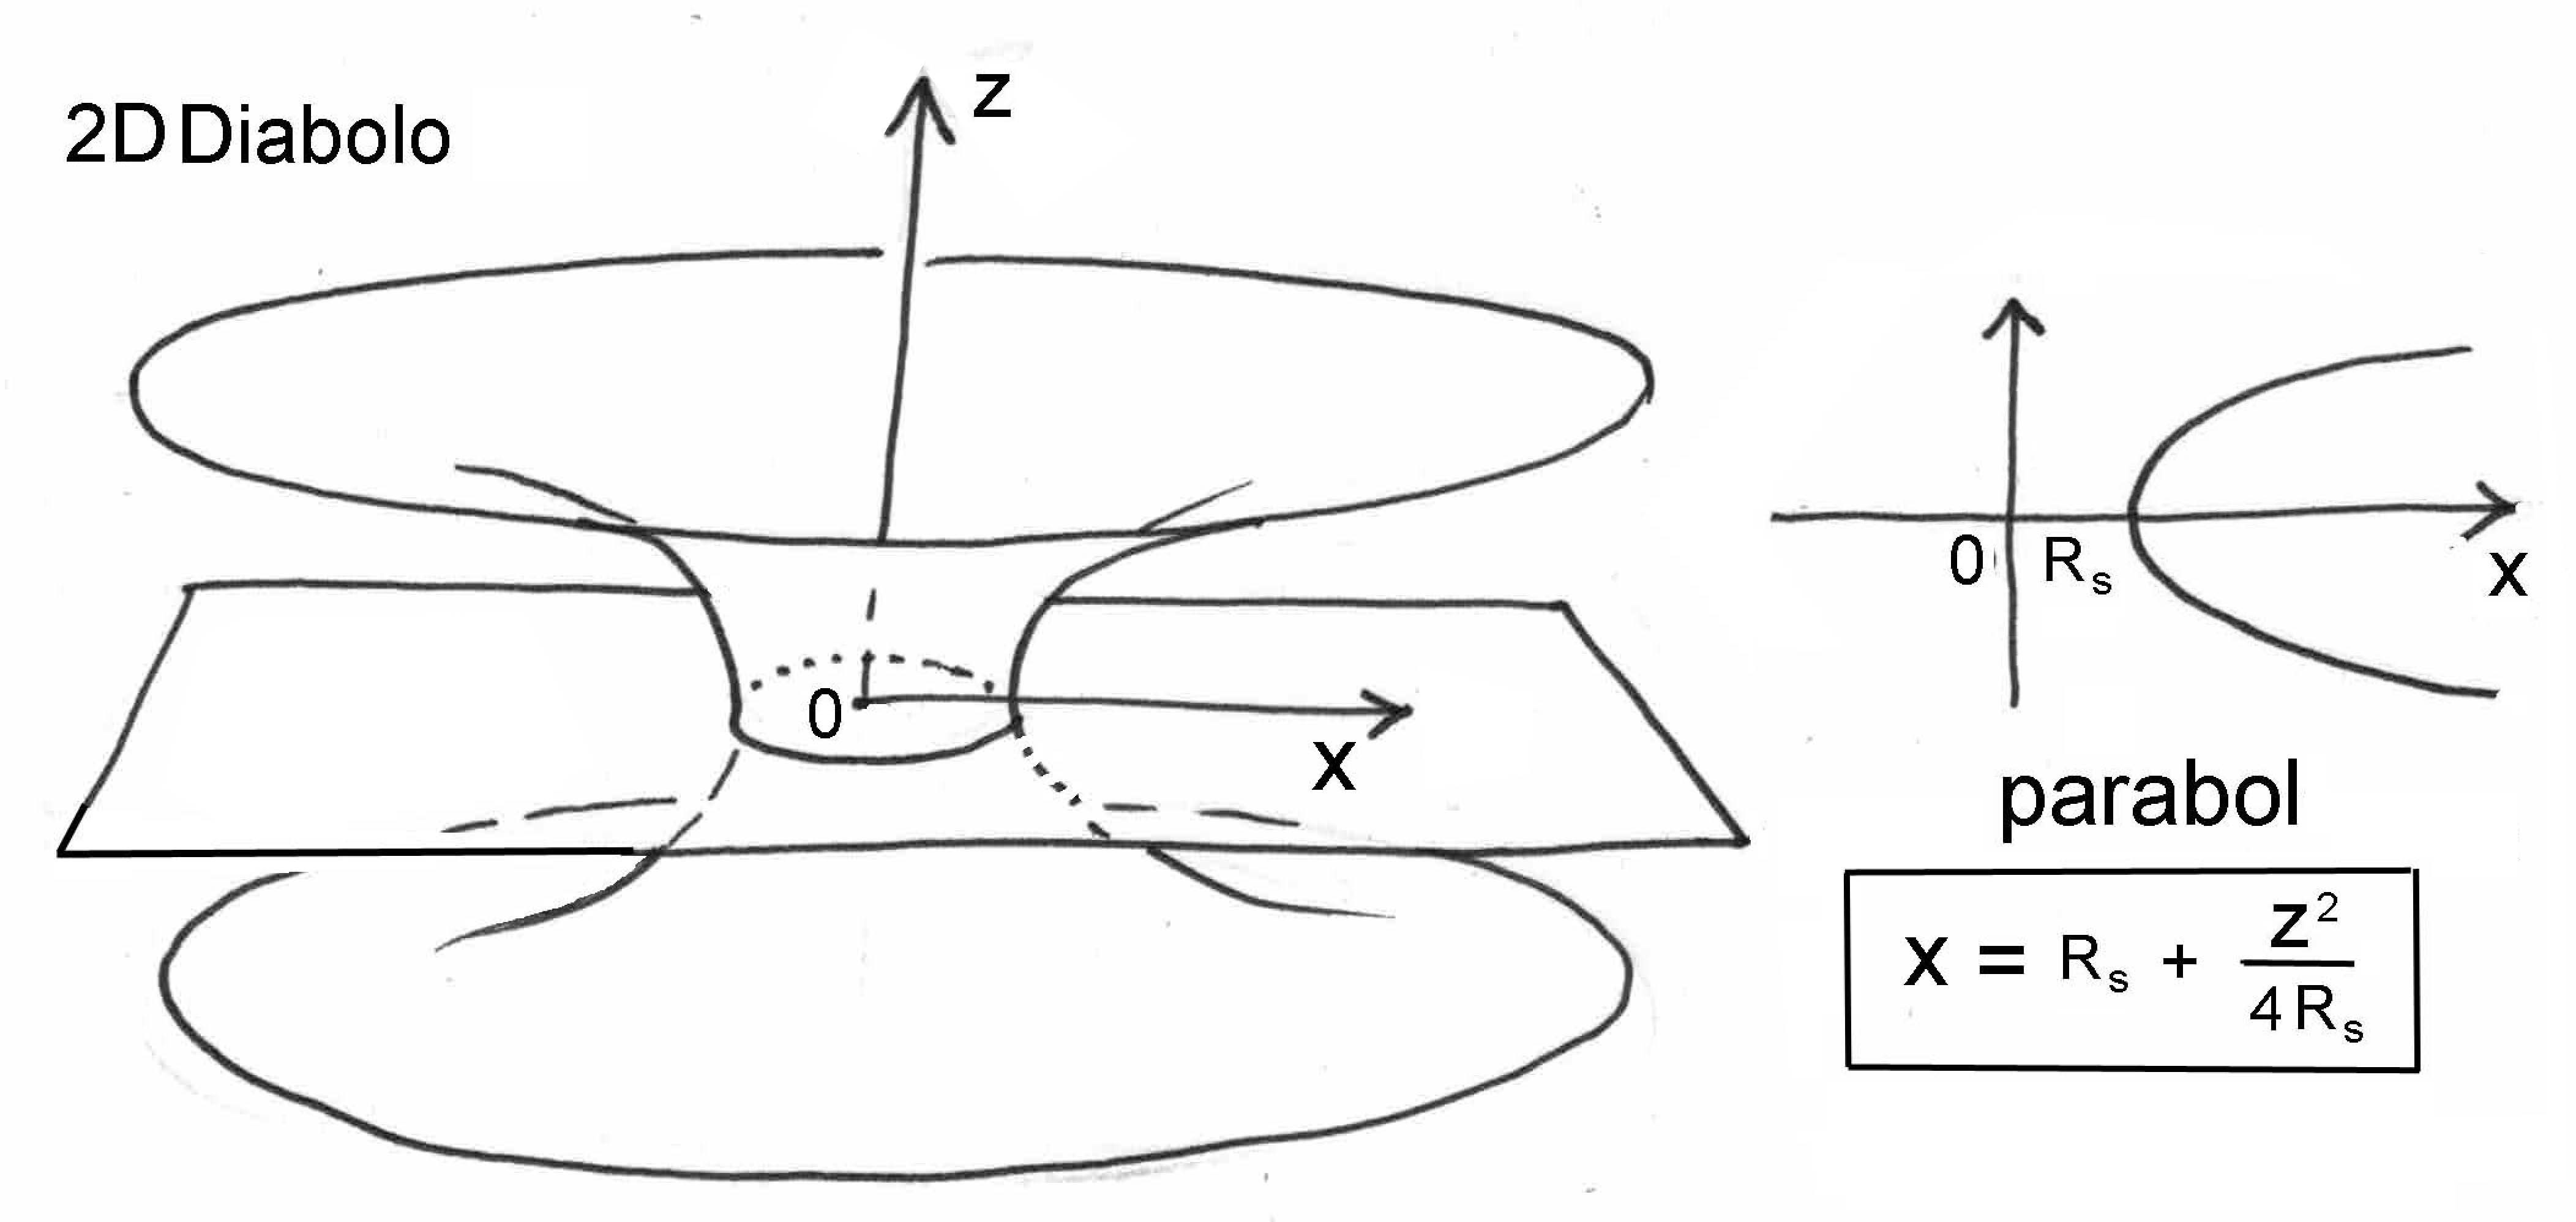 2D Diabolo
z
0
x
0 Rs
x
parabol
x = Rs + z² / 4Rs